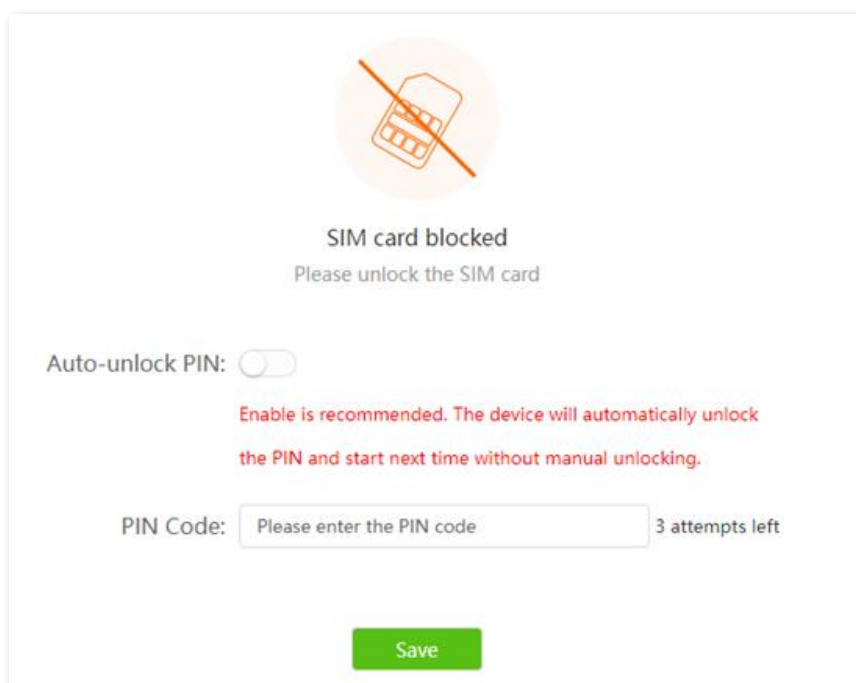 SIM card blocked
Please unlock the SIM card
Auto-unlock PIN:
Enable is recommended. The device will automatically unlock
the PIN and start next time without manual unlocking.
PIN Code: Please enter the PIN code 3 attempts left
Save